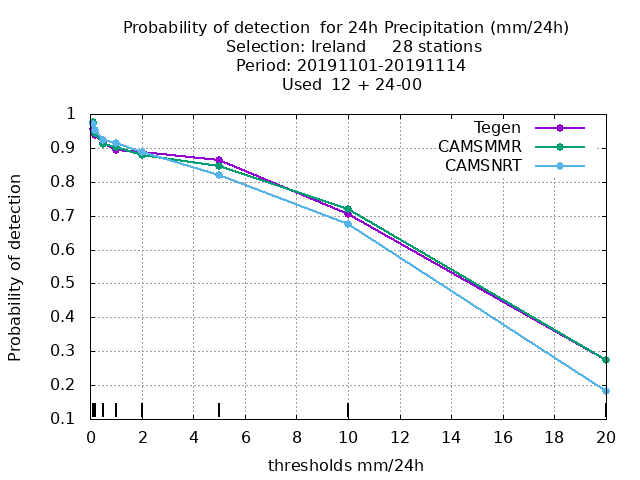 Probability of detection  for 24h Precipitation (mm/24h)
Selection: Ireland     28 stations
Period: 20191101-20191114
Used  12 + 24-00
Tegen
CAMSMMR
CAMSNRT
Probability of detection
1
0.9
0.8
0.7
0.6
0.5
0.4
0.3
0.2
0.1
0 2 4 6 8 10 12 14 16 18 20
thresholds mm/24h